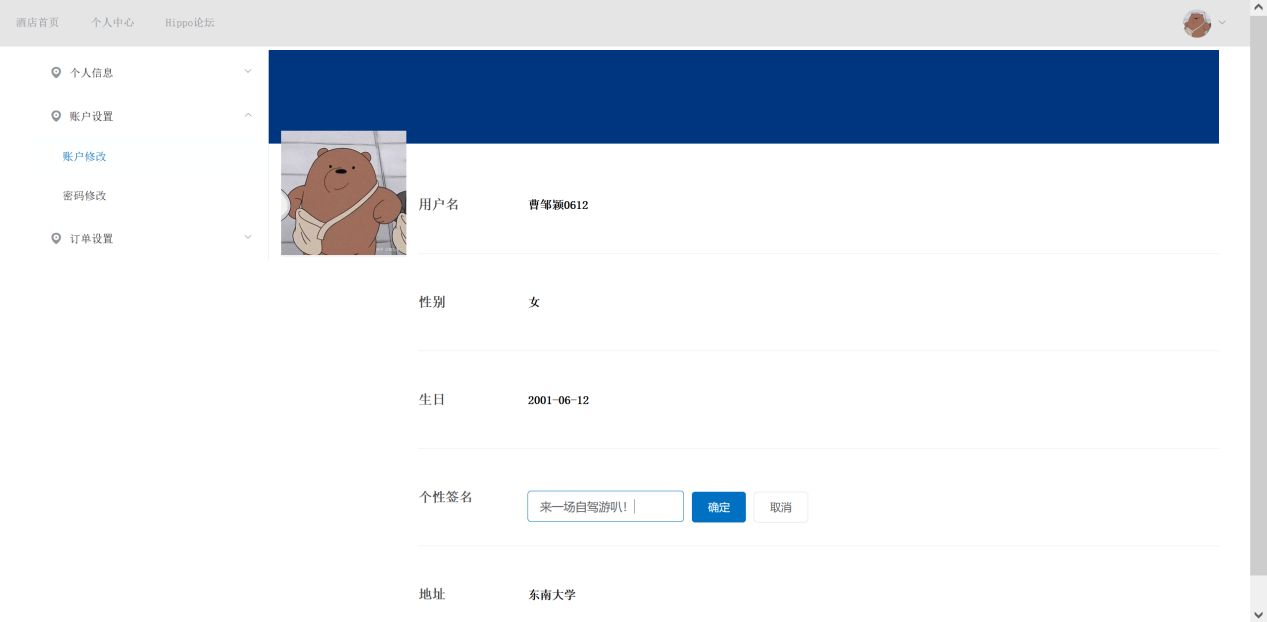 酒店首页 个人中心 Hippo论坛
个人信息
账户设置
账户修改
密码修改
订单设置
用户名 曹邹颖0612
性别 女
生日 2001-06-12
个性签名 来一场自驾游叭！ 确定 取消
地址 东南大学